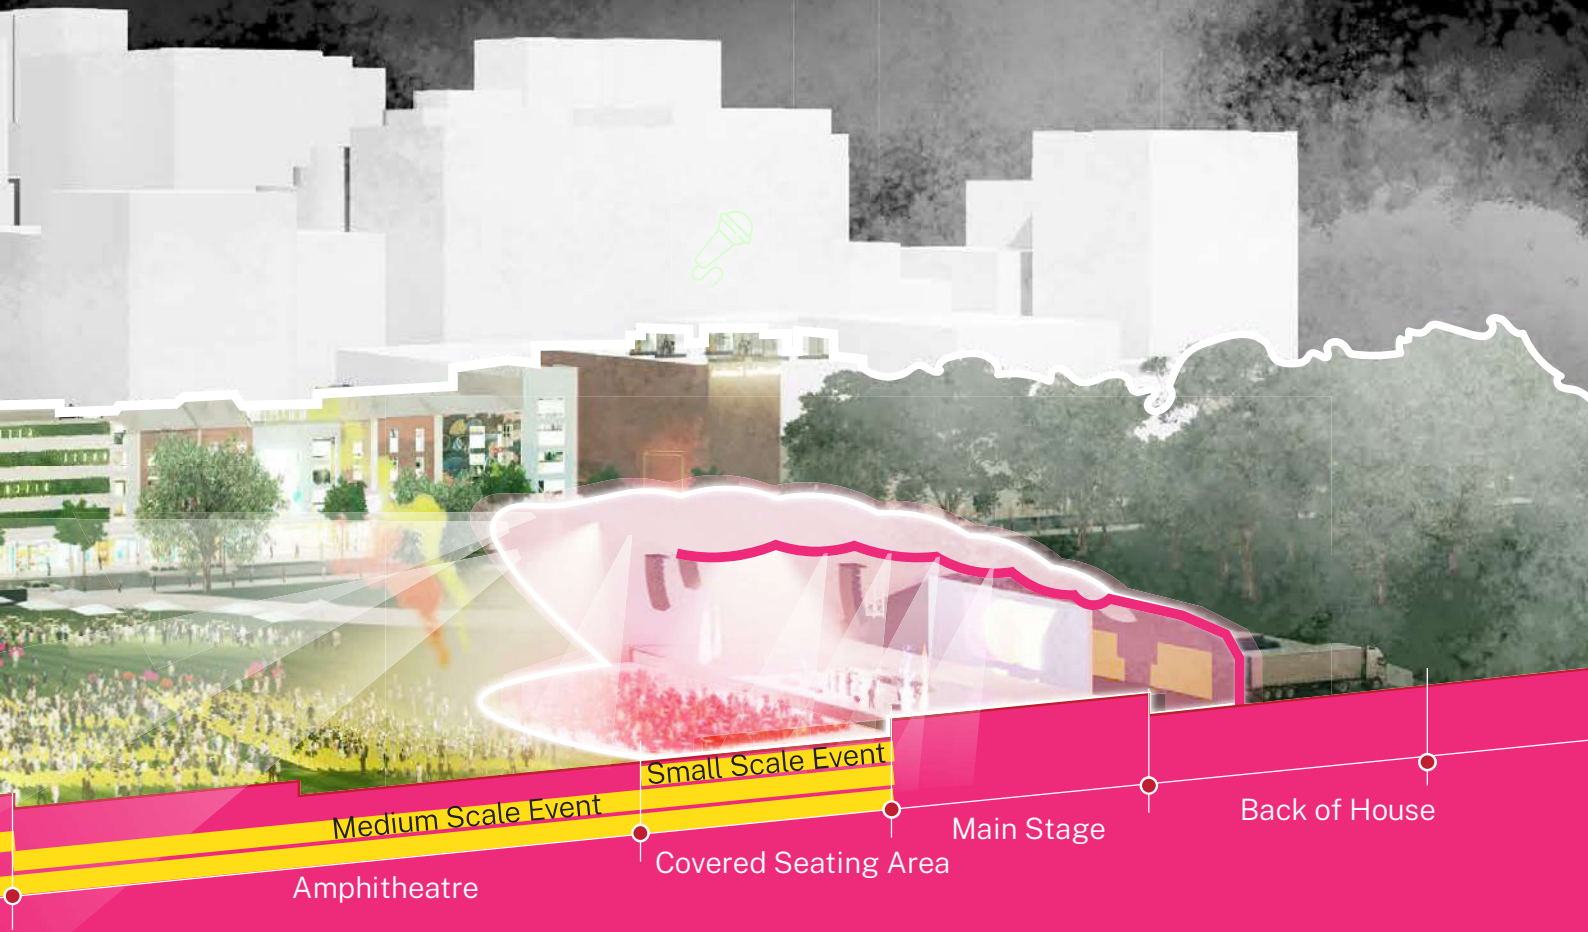 Small Scale Event
Medium Scale Event
Back of House
Main Stage
Covered Seating Area
Amphitheatre